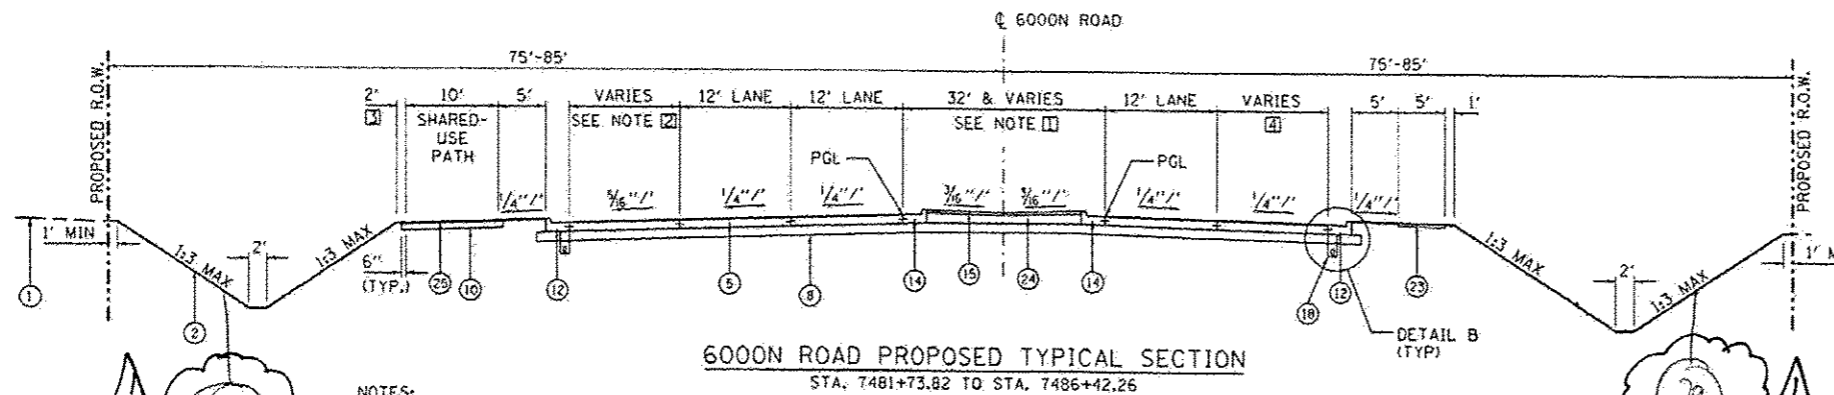 ℄ 6000N ROAD
75'-85' 75'-85'
PROPOSED R.O.W. PROPOSED R.O.W.
2' 10' 5' VARIES 12' LANE 12' LANE 32' & VARIES 12' LANE VARIES 5' 5' 1'
3 SHARED-USE PATH SEE NOTE 2 SEE NOTE 1 4
PGL PGL
1/4"/' 3/16"/' 1/4"/' 1/4"/' 3/16"/' 3/16"/' 1/4"/' 1/4"/' 1/4"/'
1' MIN 1:3 MAX 2' 1:3 MAX 1:3 MAX 2' 1:3 MAX 1' M
6" (TYP.)
1 2 25 10 12 5 8 14 15 24 14 18 12 23
DETAIL B
(TYP)
6000N ROAD PROPOSED TYPICAL SECTION
STA. 7481+73.82 TO STA. 7486+42.26
NOTES: